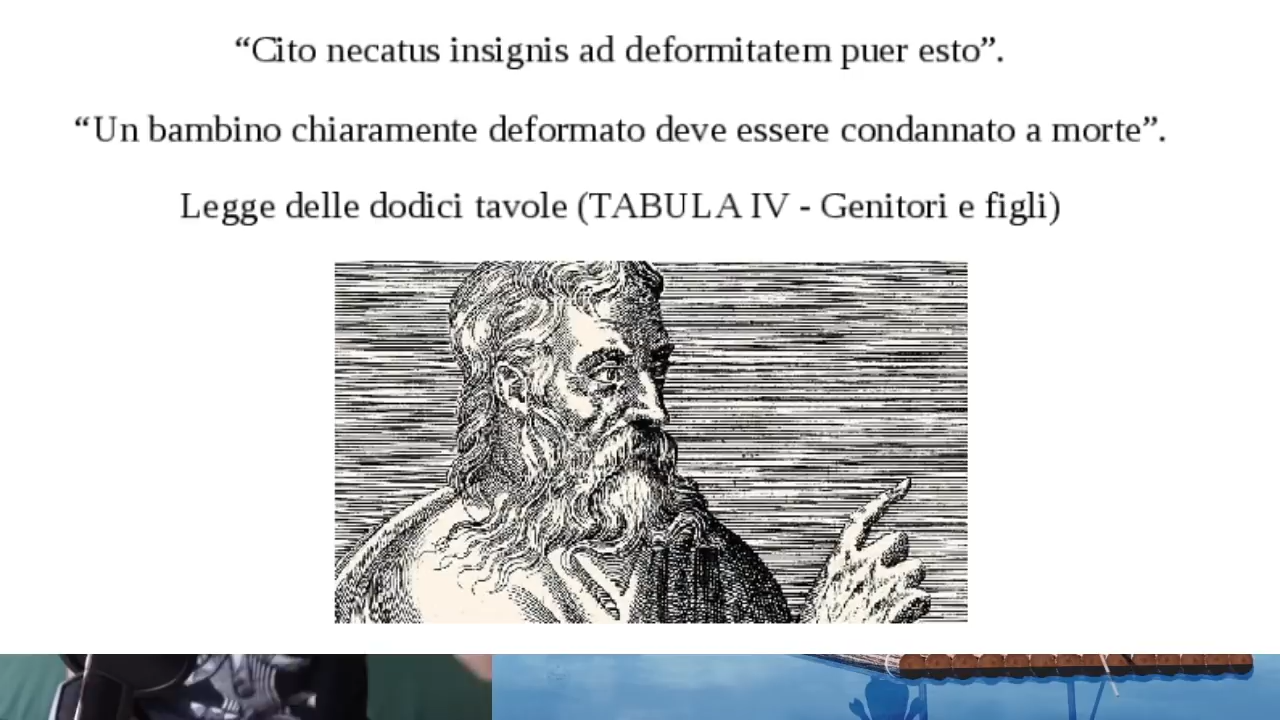 “Cito necatus insignis ad deformitatem puer esto”.
“Un bambino chiaramente deformato deve essere condannato a morte”.
Legge delle dodici tavole (TABULA IV - Genitori e figli)